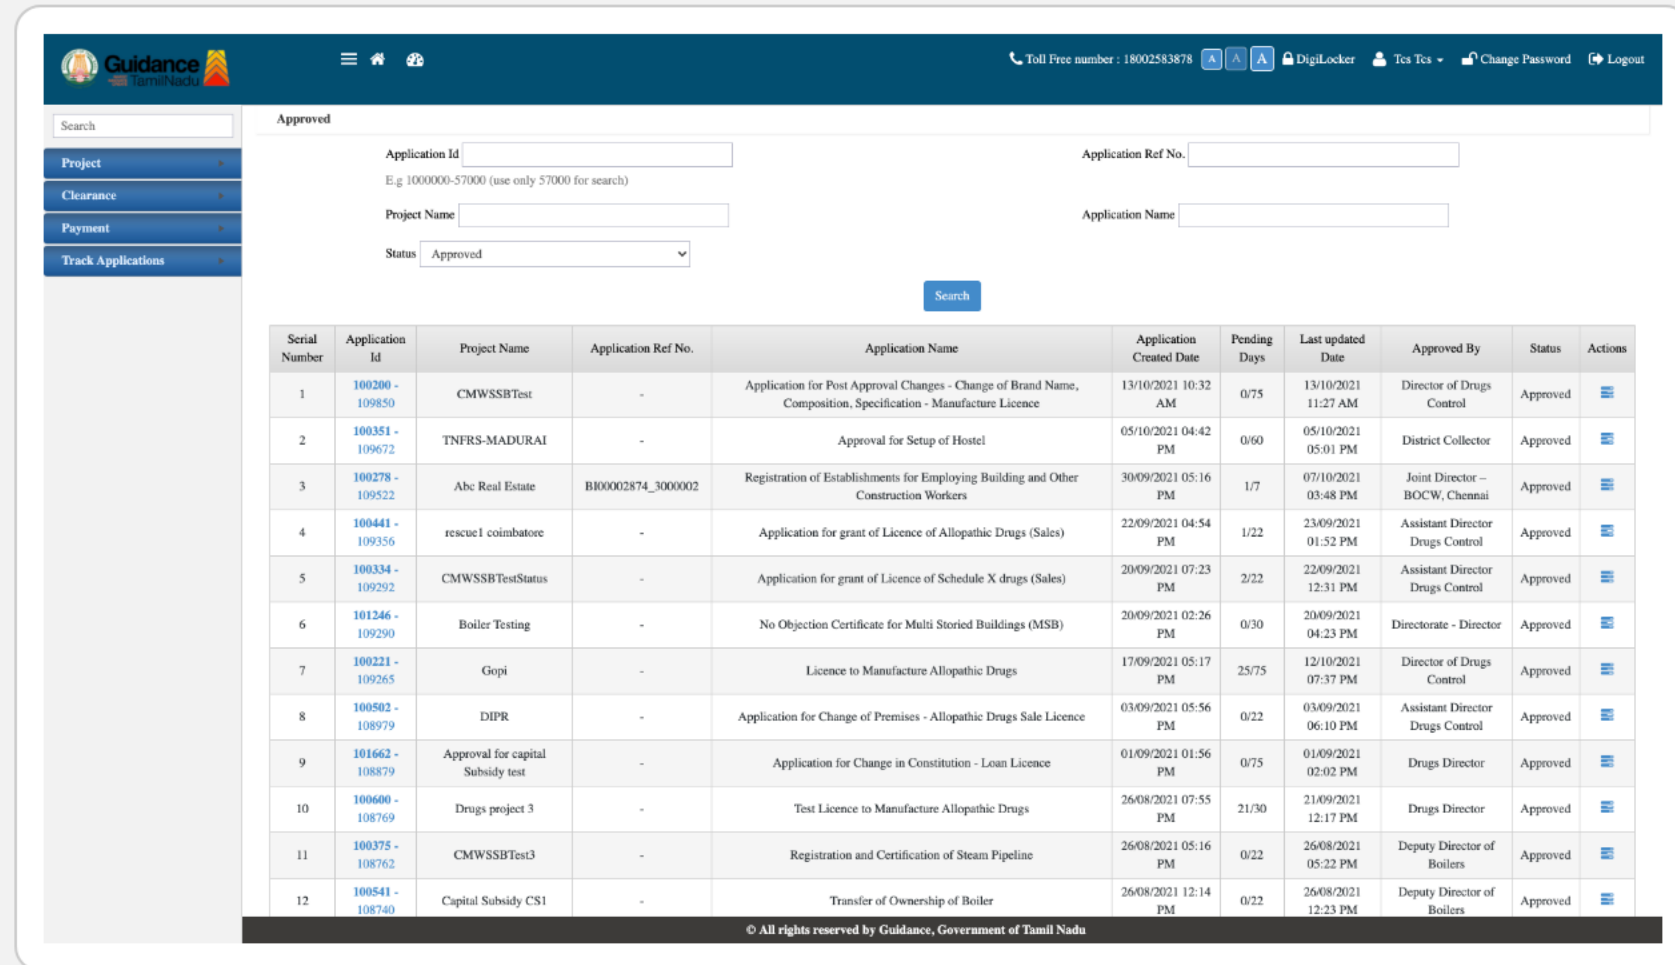 Guidance
TamilNadu
Toll Free number : 18002583878 A A A DigiLocker Tcs Tcs Change Password Logout
Search
Project
Clearance
Payment
Track Applications
Approved
Application Id
Application Ref No.
E.g 1000000-57000 (use only 57000 for search)
Project Name
Application Name
Status Approved
Search
Serial Number Application Id Project Name Application Ref No. Application Name Application Created Date Pending Days Last updated Date Approved By Status Actions
1 100200 - 109850 CMWSSBTest - Application for Post Approval Changes - Change of Brand Name, Composition, Specification - Manufacture Licence 13/10/2021 10:32 AM 0/75 13/10/2021 11:27 AM Director of Drugs Control Approved
2 100351 - 109672 TNFRS-MADURAI - Approval for Setup of Hostel 05/10/2021 04:42 PM 0/60 05/10/2021 05:01 PM District Collector Approved
3 100278 - 109522 Abc Real Estate BI00002874_3000002 Registration of Establishments for Employing Building and Other Construction Workers 30/09/2021 05:16 PM 1/7 07/10/2021 03:48 PM Joint Director – BOCW, Chennai Approved
4 100441 - 109356 rescue1 coimbatore - Application for grant of Licence of Allopathic Drugs (Sales) 22/09/2021 04:54 PM 1/22 23/09/2021 01:52 PM Assistant Director Drugs Control Approved
5 100334 - 109292 CMWSSBTestStatus - Application for grant of Licence of Schedule X drugs (Sales) 20/09/2021 07:23 PM 2/22 22/09/2021 12:31 PM Assistant Director Drugs Control Approved
6 101246 - 109290 Boiler Testing - No Objection Certificate for Multi Storied Buildings (MSB) 20/09/2021 02:26 PM 0/30 20/09/2021 04:23 PM Directorate - Director Approved
7 100221 - 109265 Gopi - Licence to Manufacture Allopathic Drugs 17/09/2021 05:17 PM 25/75 12/10/2021 07:37 PM Director of Drugs Control Approved
8 100502 - 108979 DIPR - Application for Change of Premises - Allopathic Drugs Sale Licence 03/09/2021 05:56 PM 0/22 03/09/2021 06:10 PM Assistant Director Drugs Control Approved
9 101662 - 108879 Approval for capital Subsidy test - Application for Change in Constitution - Loan Licence 01/09/2021 01:56 PM 0/75 01/09/2021 02:02 PM Drugs Director Approved
10 100600 - 108769 Drugs project 3 - Test Licence to Manufacture Allopathic Drugs 26/08/2021 07:55 PM 21/30 21/09/2021 12:17 PM Drugs Director Approved
11 100375 - 108762 CMWSSBTest3 - Registration and Certification of Steam Pipeline 26/08/2021 05:16 PM 0/22 26/08/2021 05:22 PM Deputy Director of Boilers Approved
12 100541 - 108740 Capital Subsidy CS1 - Transfer of Ownership of Boiler 26/08/2021 12:14 PM 0/22 26/08/2021 12:23 PM Deputy Director of Boilers Approved
© All rights reserved by Guidance, Government of Tamil Nadu